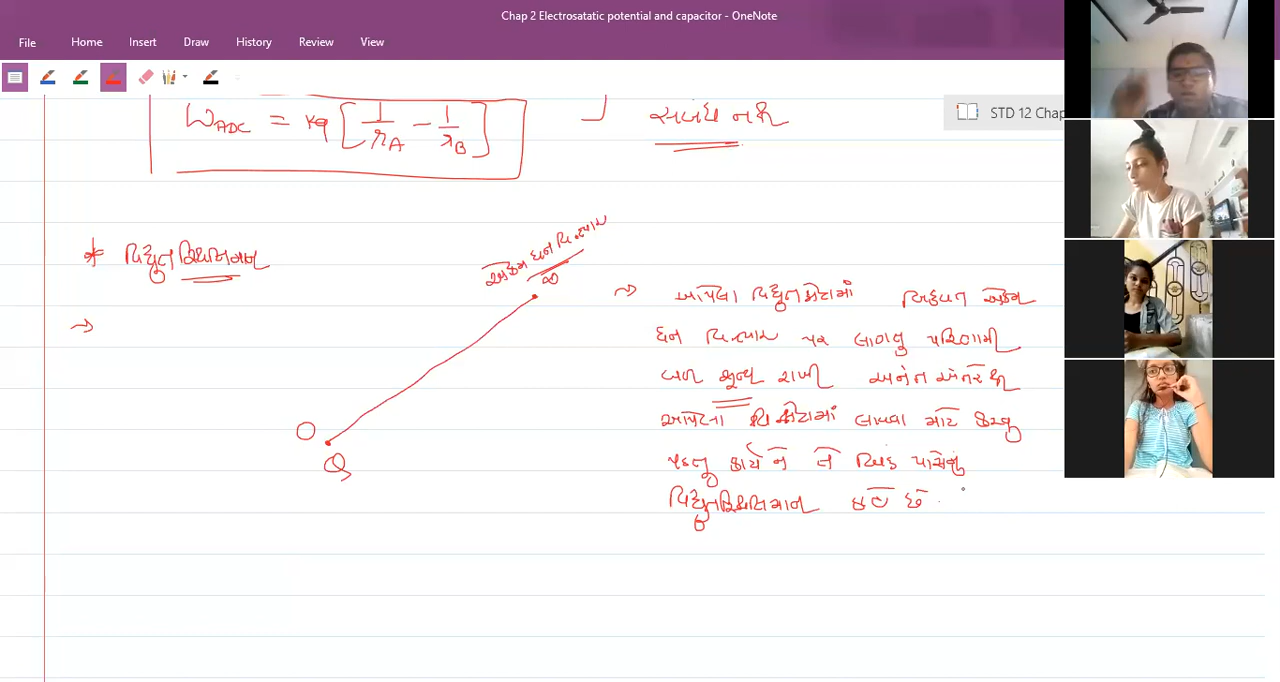 Chap 2 Electrosatatic potential and capacitor - OneNote
File Home Insert Draw History Review View
STD 12 Chap
W_ADC = kq [ 1/r_A − 1/r_B ]
સંબંધ નથી
* વિદ્યુતસ્થિતિમાન
એકમ ધન વિદ્યુતભાર
∞
→
O
Q
→ આપેલા વિદ્યુતક્ષેત્રમાં એકમ
ધન વિદ્યુતભાર પર લાગતુ પરિણામી
બળ શૂન્ય રાખી અનંત અંતરેથી
આપેલા વિ ક્ષેત્રમાં લાવવા માટે કરવુ
પડતુ કાર્ય ને તે બિંદુ પાસેનું
વિદ્યુતસ્થિતિમાન કહે છે .